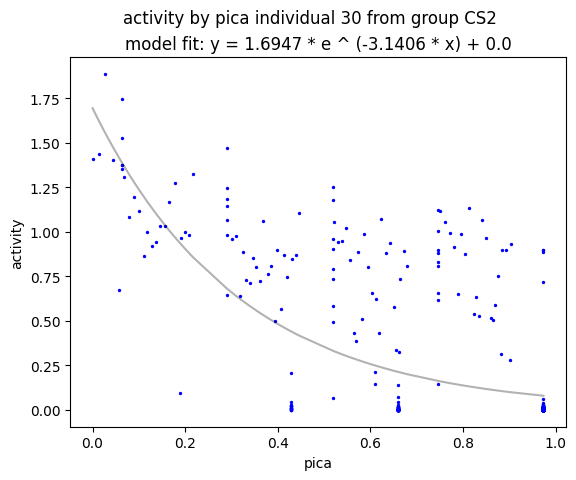 activity by pica individual 30 from group CS2
model fit: y = 1.6947 * e ^ (-3.1406 * x) + 0.0
1.75
1.50
1.25
1.00
0.75
0.50
0.25
0.00
activity
0.0 0.2 0.4 0.6 0.8 1.0
pica